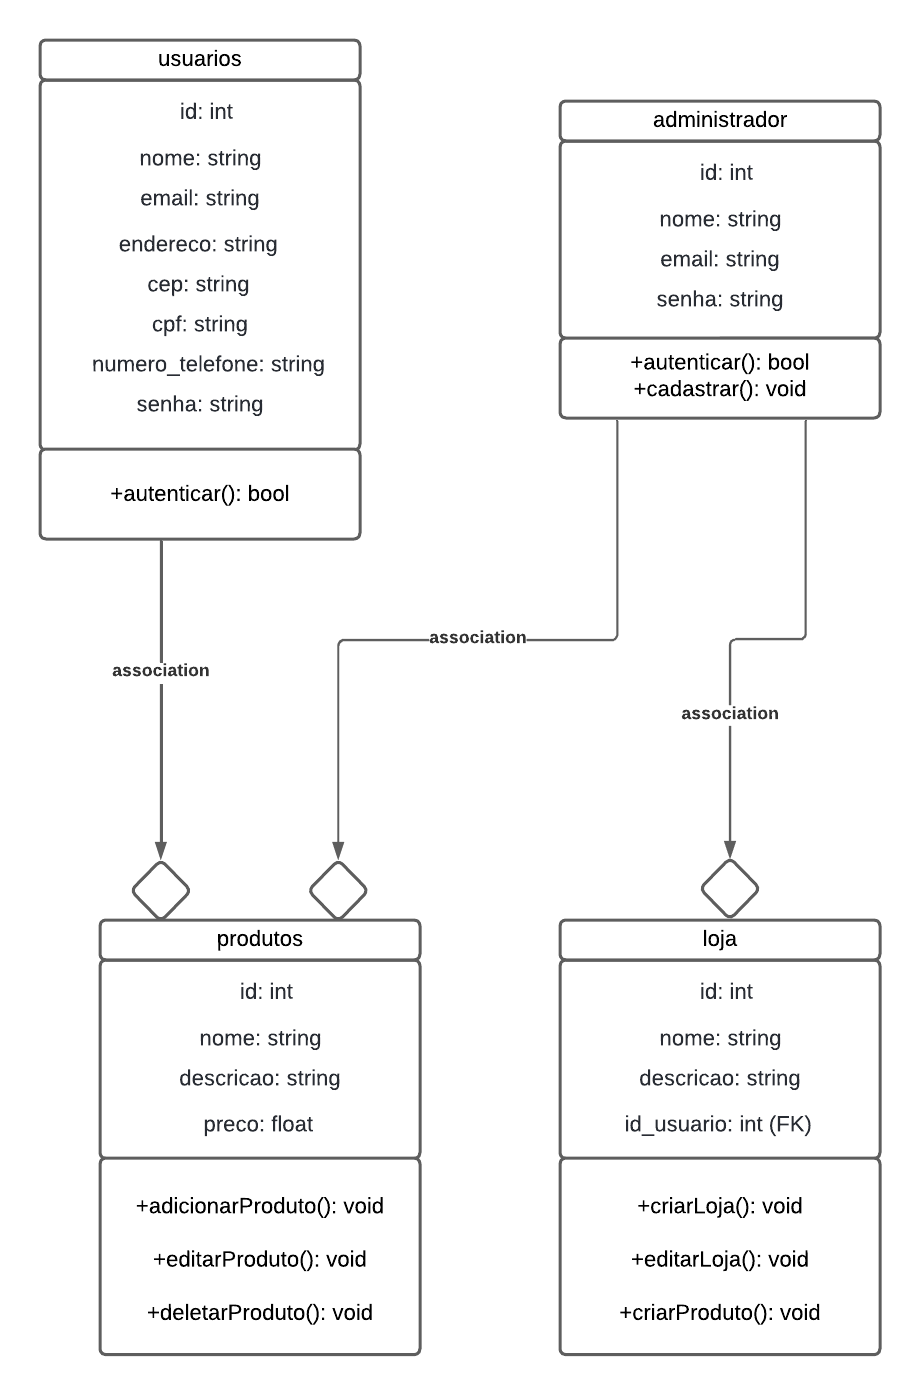 usuarios
id: int
nome: string
email: string
endereco: string
cep: string
cpf: string
numero_telefone: string
senha: string
+autenticar(): bool
administrador
id: int
nome: string
email: string
senha: string
+autenticar(): bool
+cadastrar(): void
association
association
association
produtos
id: int
nome: string
descricao: string
preco: float
+adicionarProduto(): void
+editarProduto(): void
+deletarProduto(): void
loja
id: int
nome: string
descricao: string
id_usuario: int (FK)
+criarLoja(): void
+editarLoja(): void
+criarProduto(): void